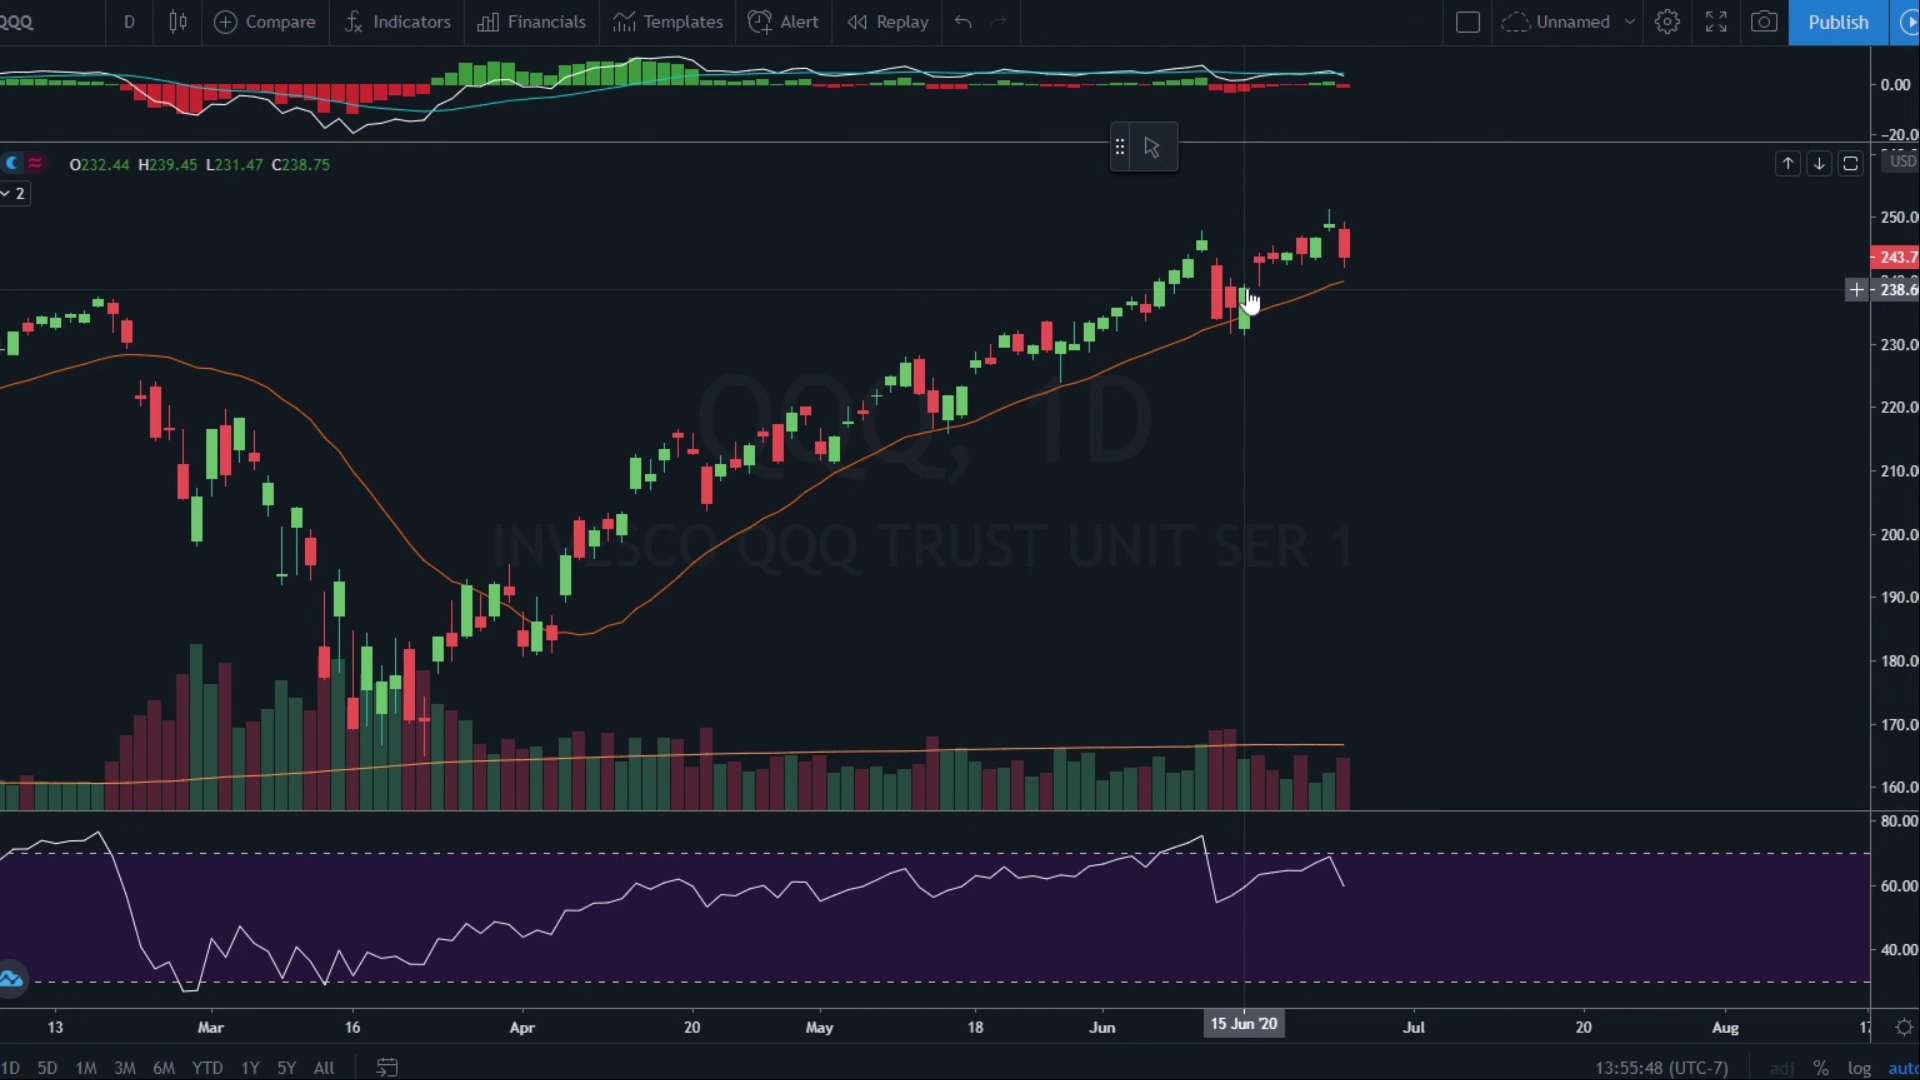 QQQ D Compare Indicators Financials Templates Alert Replay Unnamed Publish
0.00
−20.0
O232.44 H239.45 L231.47 C238.75
USD
2
250.0
243.7
238.6
230.0
220.0
210.0
200.0
190.0
180.0
170.0
160.0
QQQ, 1D
INVESCO QQQ TRUST UNIT SER 1
80.00
60.00
40.00
13 Mar 16 Apr 20 May 18 Jun 15 Jun '20 Jul 20 Aug 17
1D 5D 1M 3M 6M YTD 1Y 5Y All 13:55:48 (UTC-7) adj % log auto